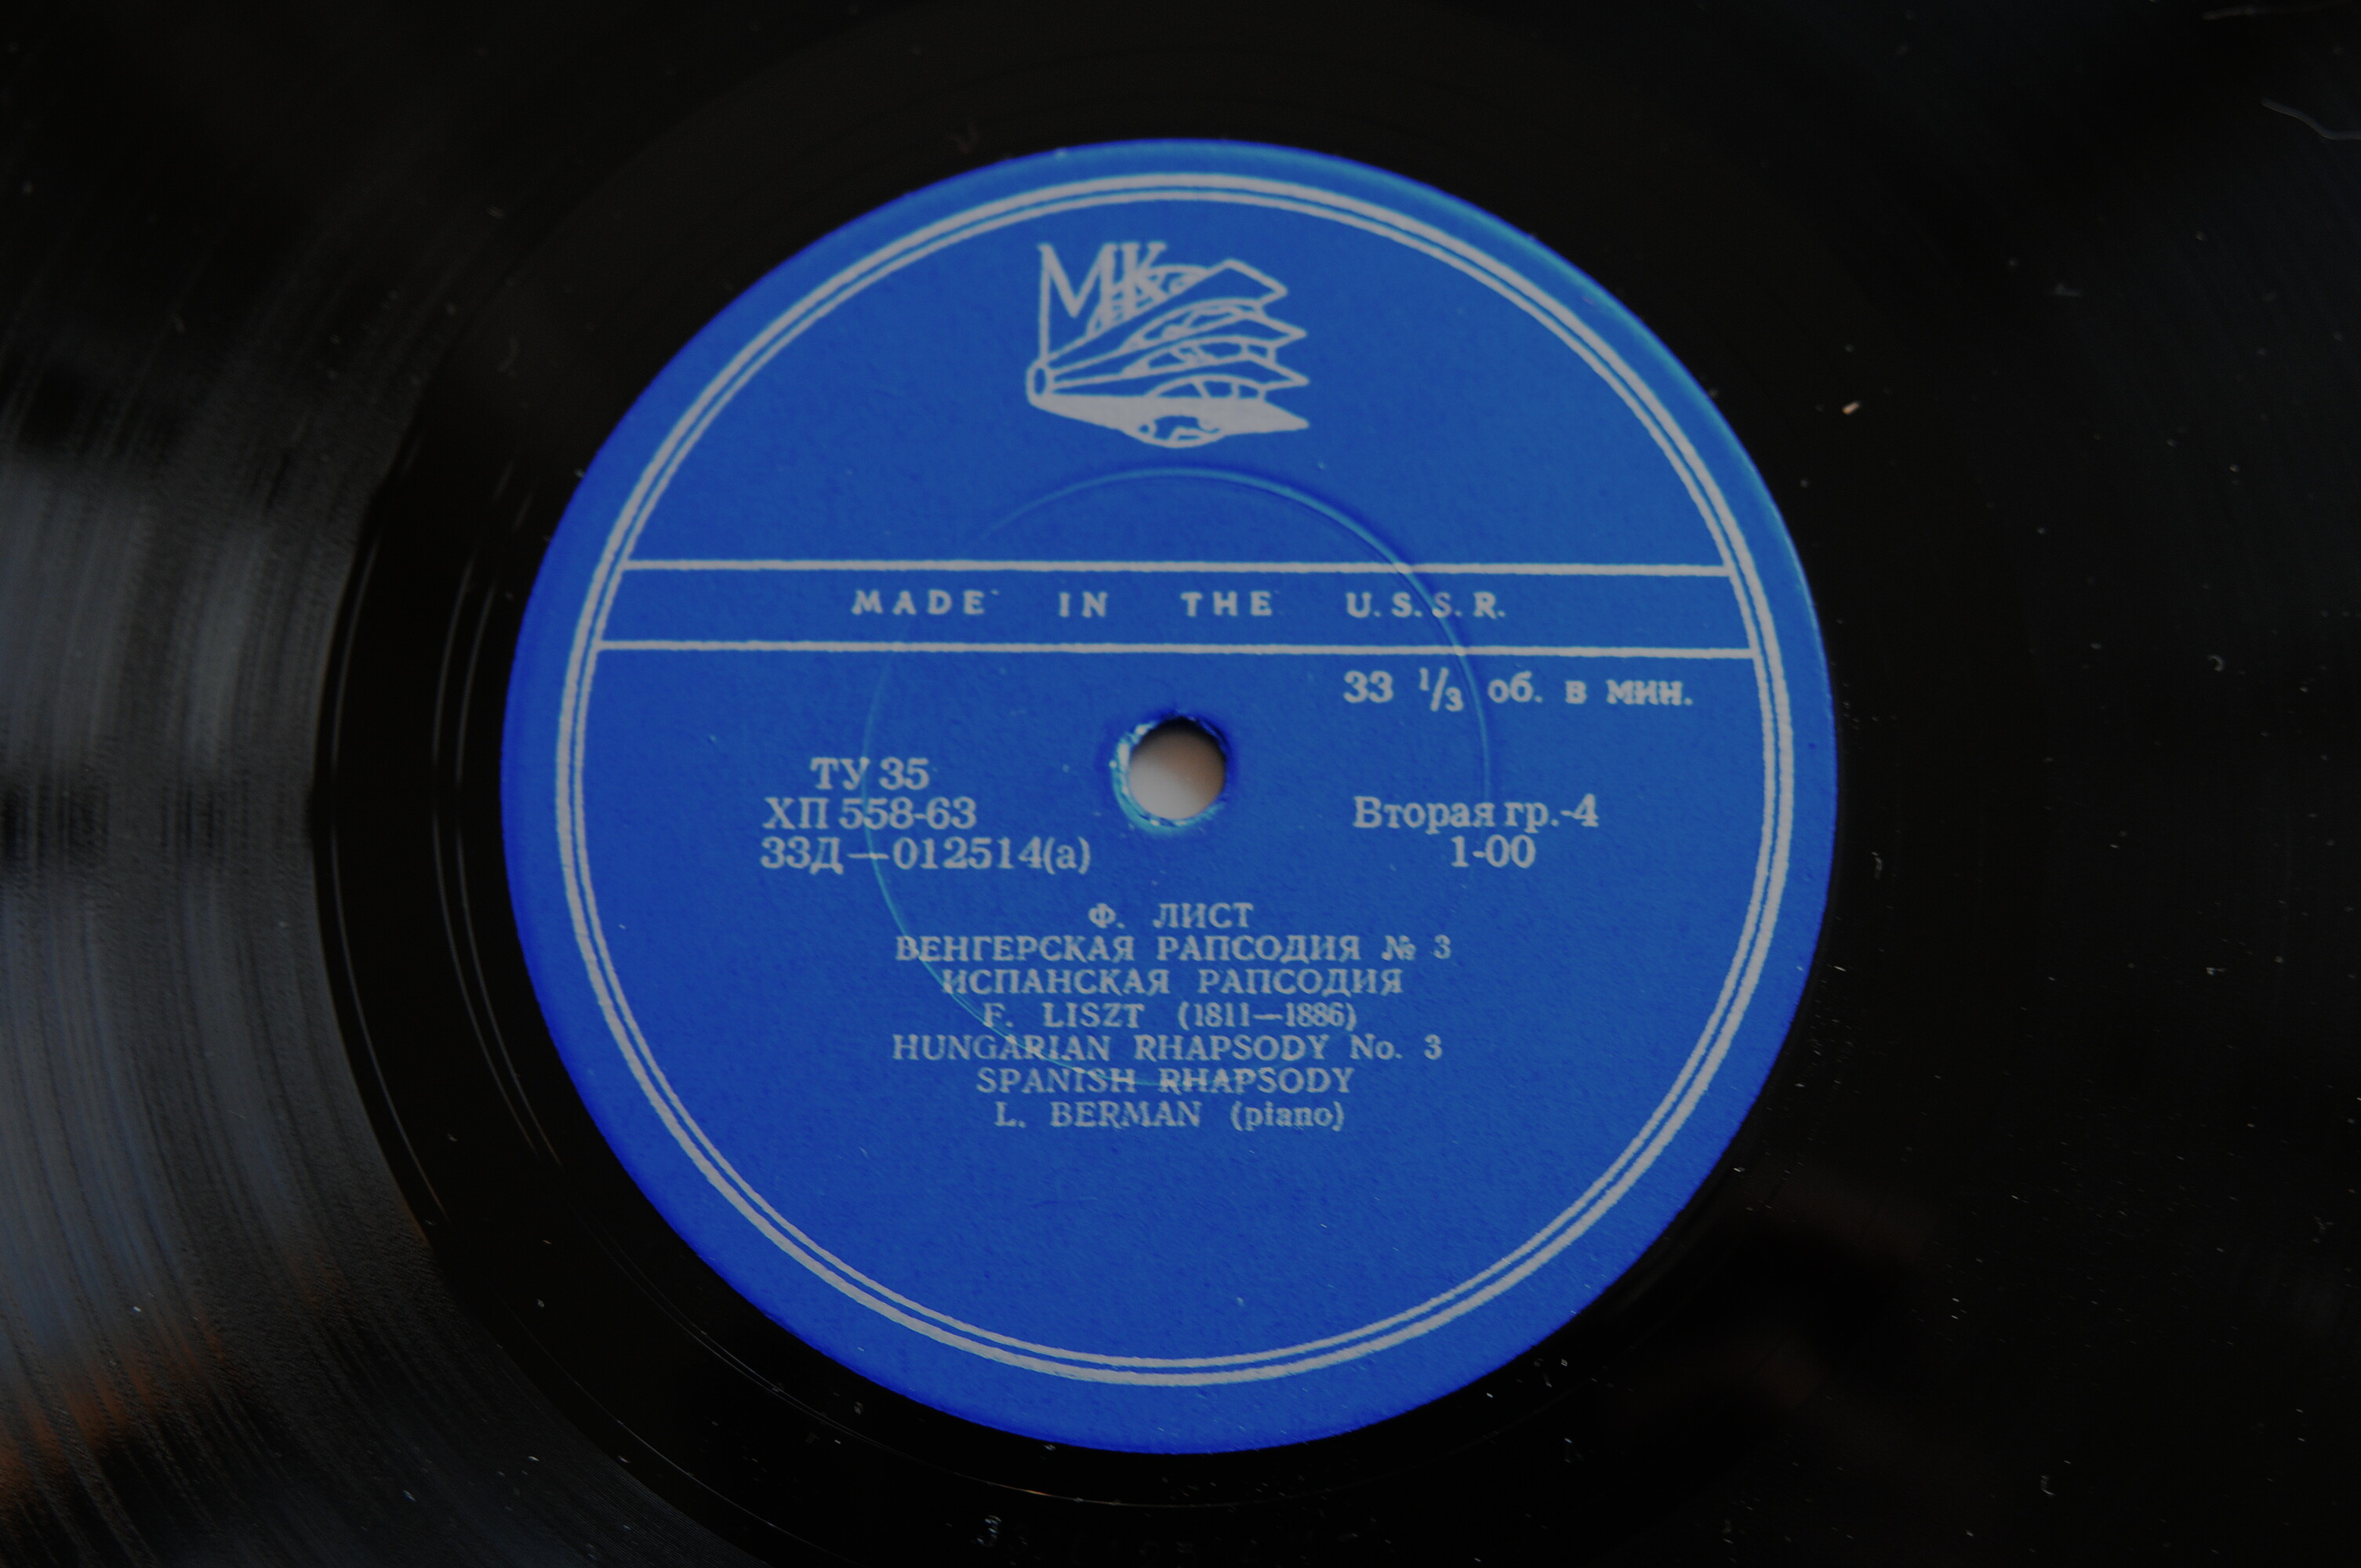 МК
MADE IN THE U.S.S.R.
33 1/3 об. в мин.
ТУ 35
ХП 558-63
33Д—012514(а)
Вторая гр.-4
1-00
Ф. ЛИСТ
ВЕНГЕРСКАЯ РАПСОДИЯ № 3
ИСПАНСКАЯ РАПСОДИЯ
F. LISZT (1811—1886)
HUNGARIAN RHAPSODY No. 3
SPANISH RHAPSODY
L. BERMAN (piano)